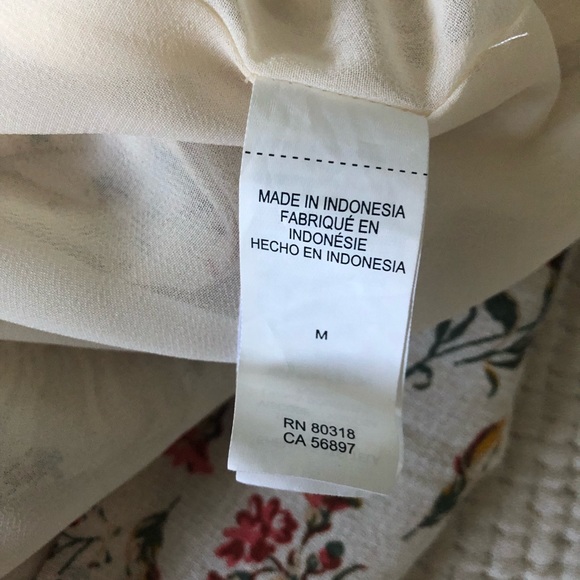 MADE IN INDONESIA
FABRIQUÉ EN
INDONÉSIE
HECHO EN INDONESIA
M
RN 80318
CA 56897